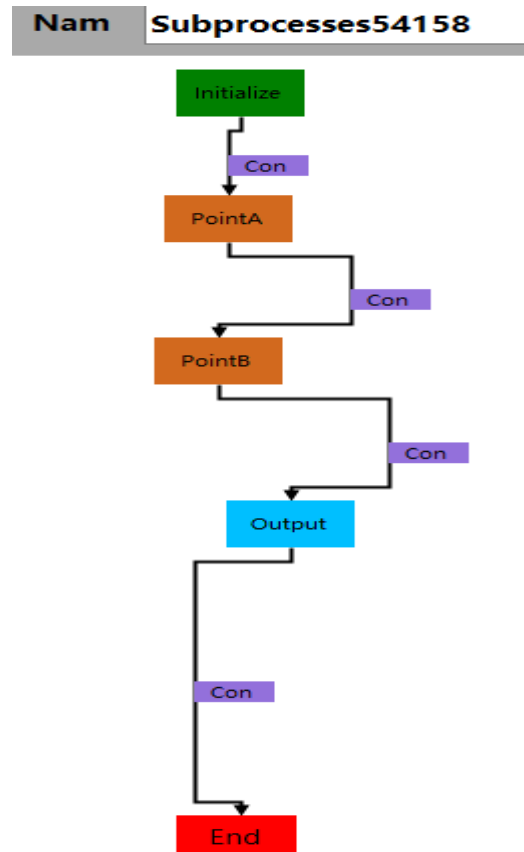 Nam Subprocesses54158
Initialize
Con
PointA
Con
PointB
Con
Output
Con
End